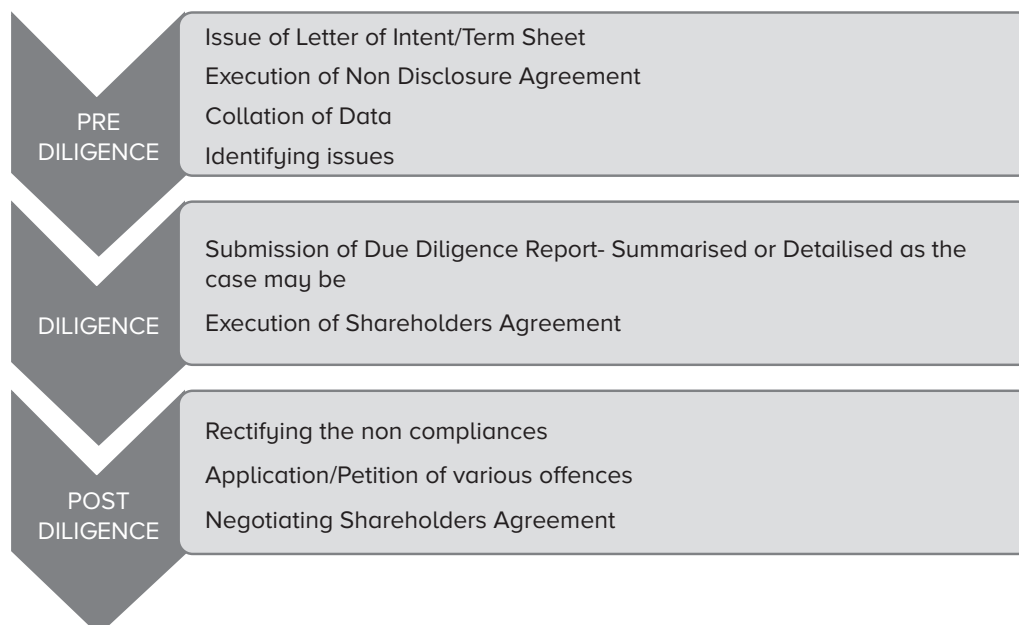 PRE
DILIGENCE
Issue of Letter of Intent/Term Sheet
Execution of Non Disclosure Agreement
Collation of Data
Identifying issues
DILIGENCE
Submission of Due Diligence Report- Summarised or Detailised as the
case may be
Execution of Shareholders Agreement
POST
DILIGENCE
Rectifying the non compliances
Application/Petition of various offences
Negotiating Shareholders Agreement